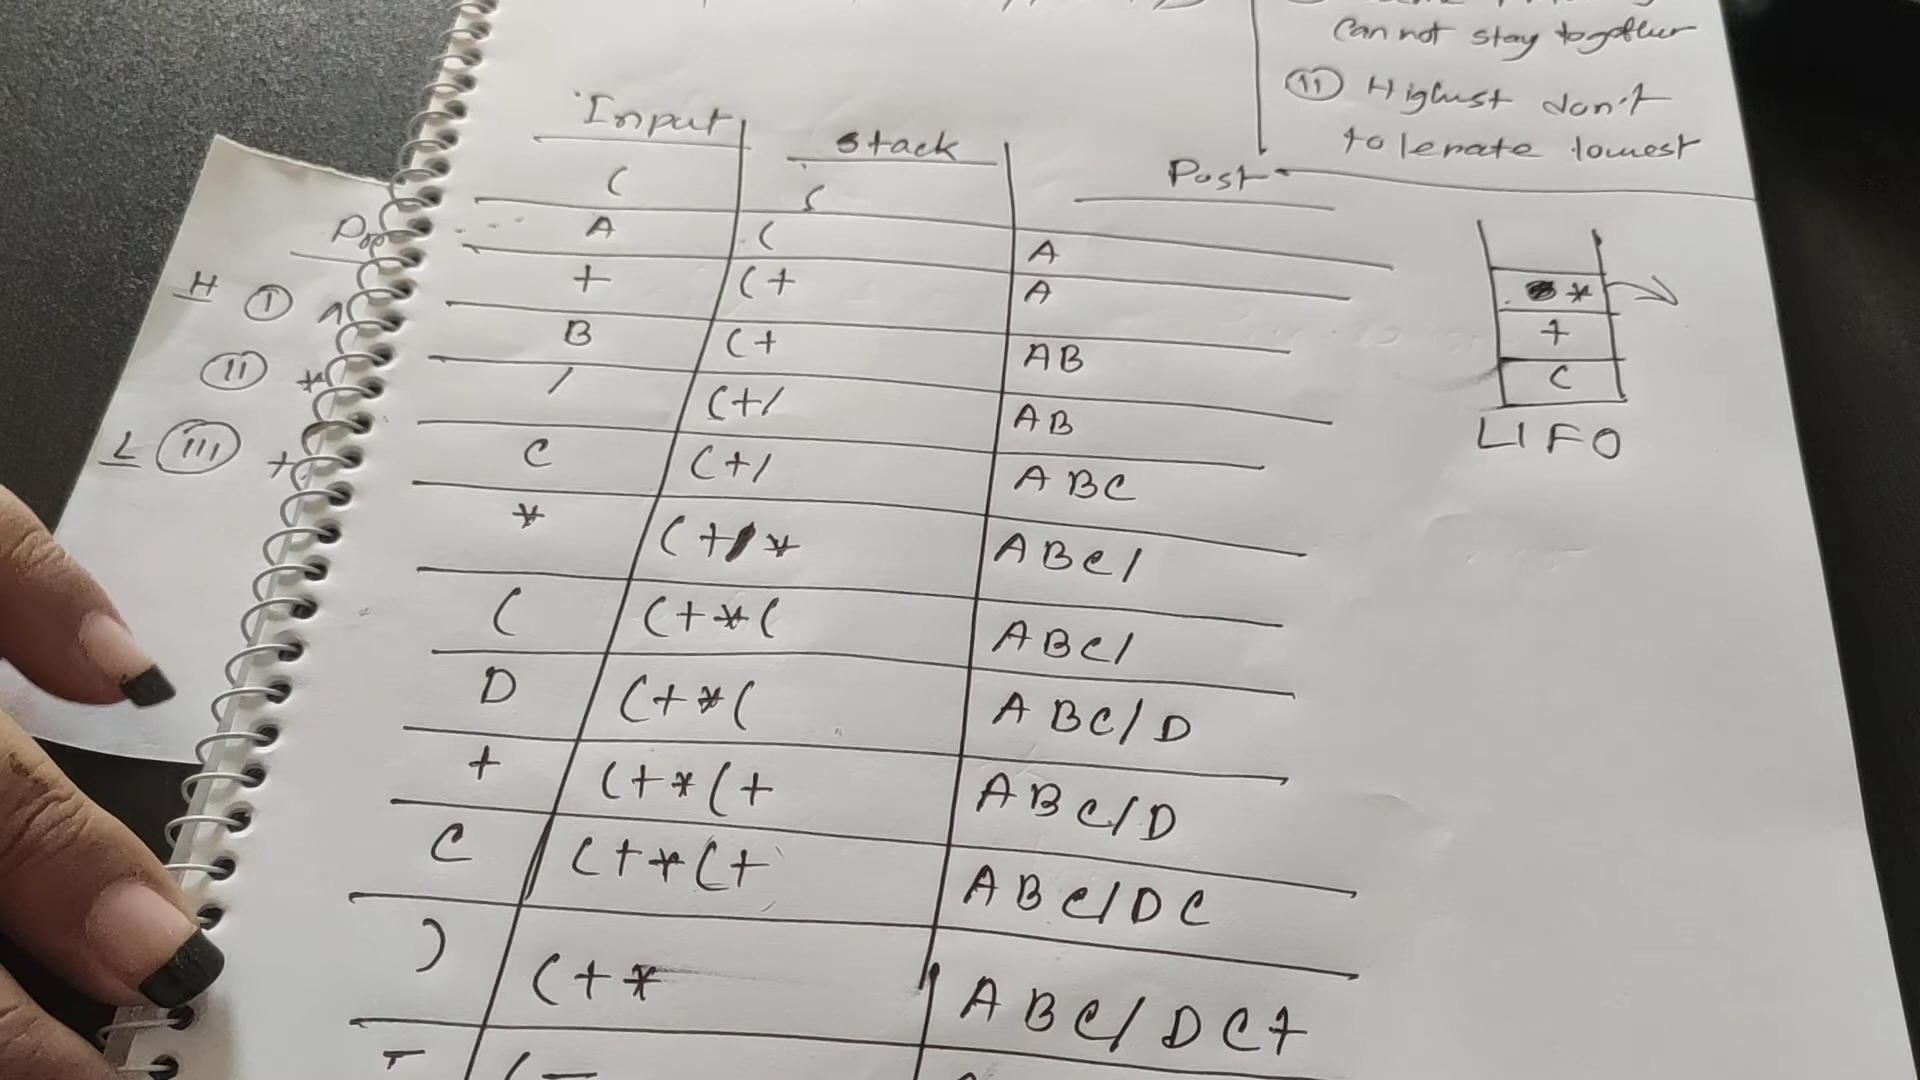 can not stay together
(11) Highest don't
tolerate lowest
Input stack Post
( (
A ( A
+ (+ A
B (+ AB
/ (+/ AB
C (+/ ABC
* (+/* ABC/
( (+*( ABC/
D (+*( ABC/D
+ (+*(+ ABC/D
C (+*(+ ABC/DC
) (+* ABC/DC+
*
+
(
LIFO
H (I) ^
(II) *
L (III) +